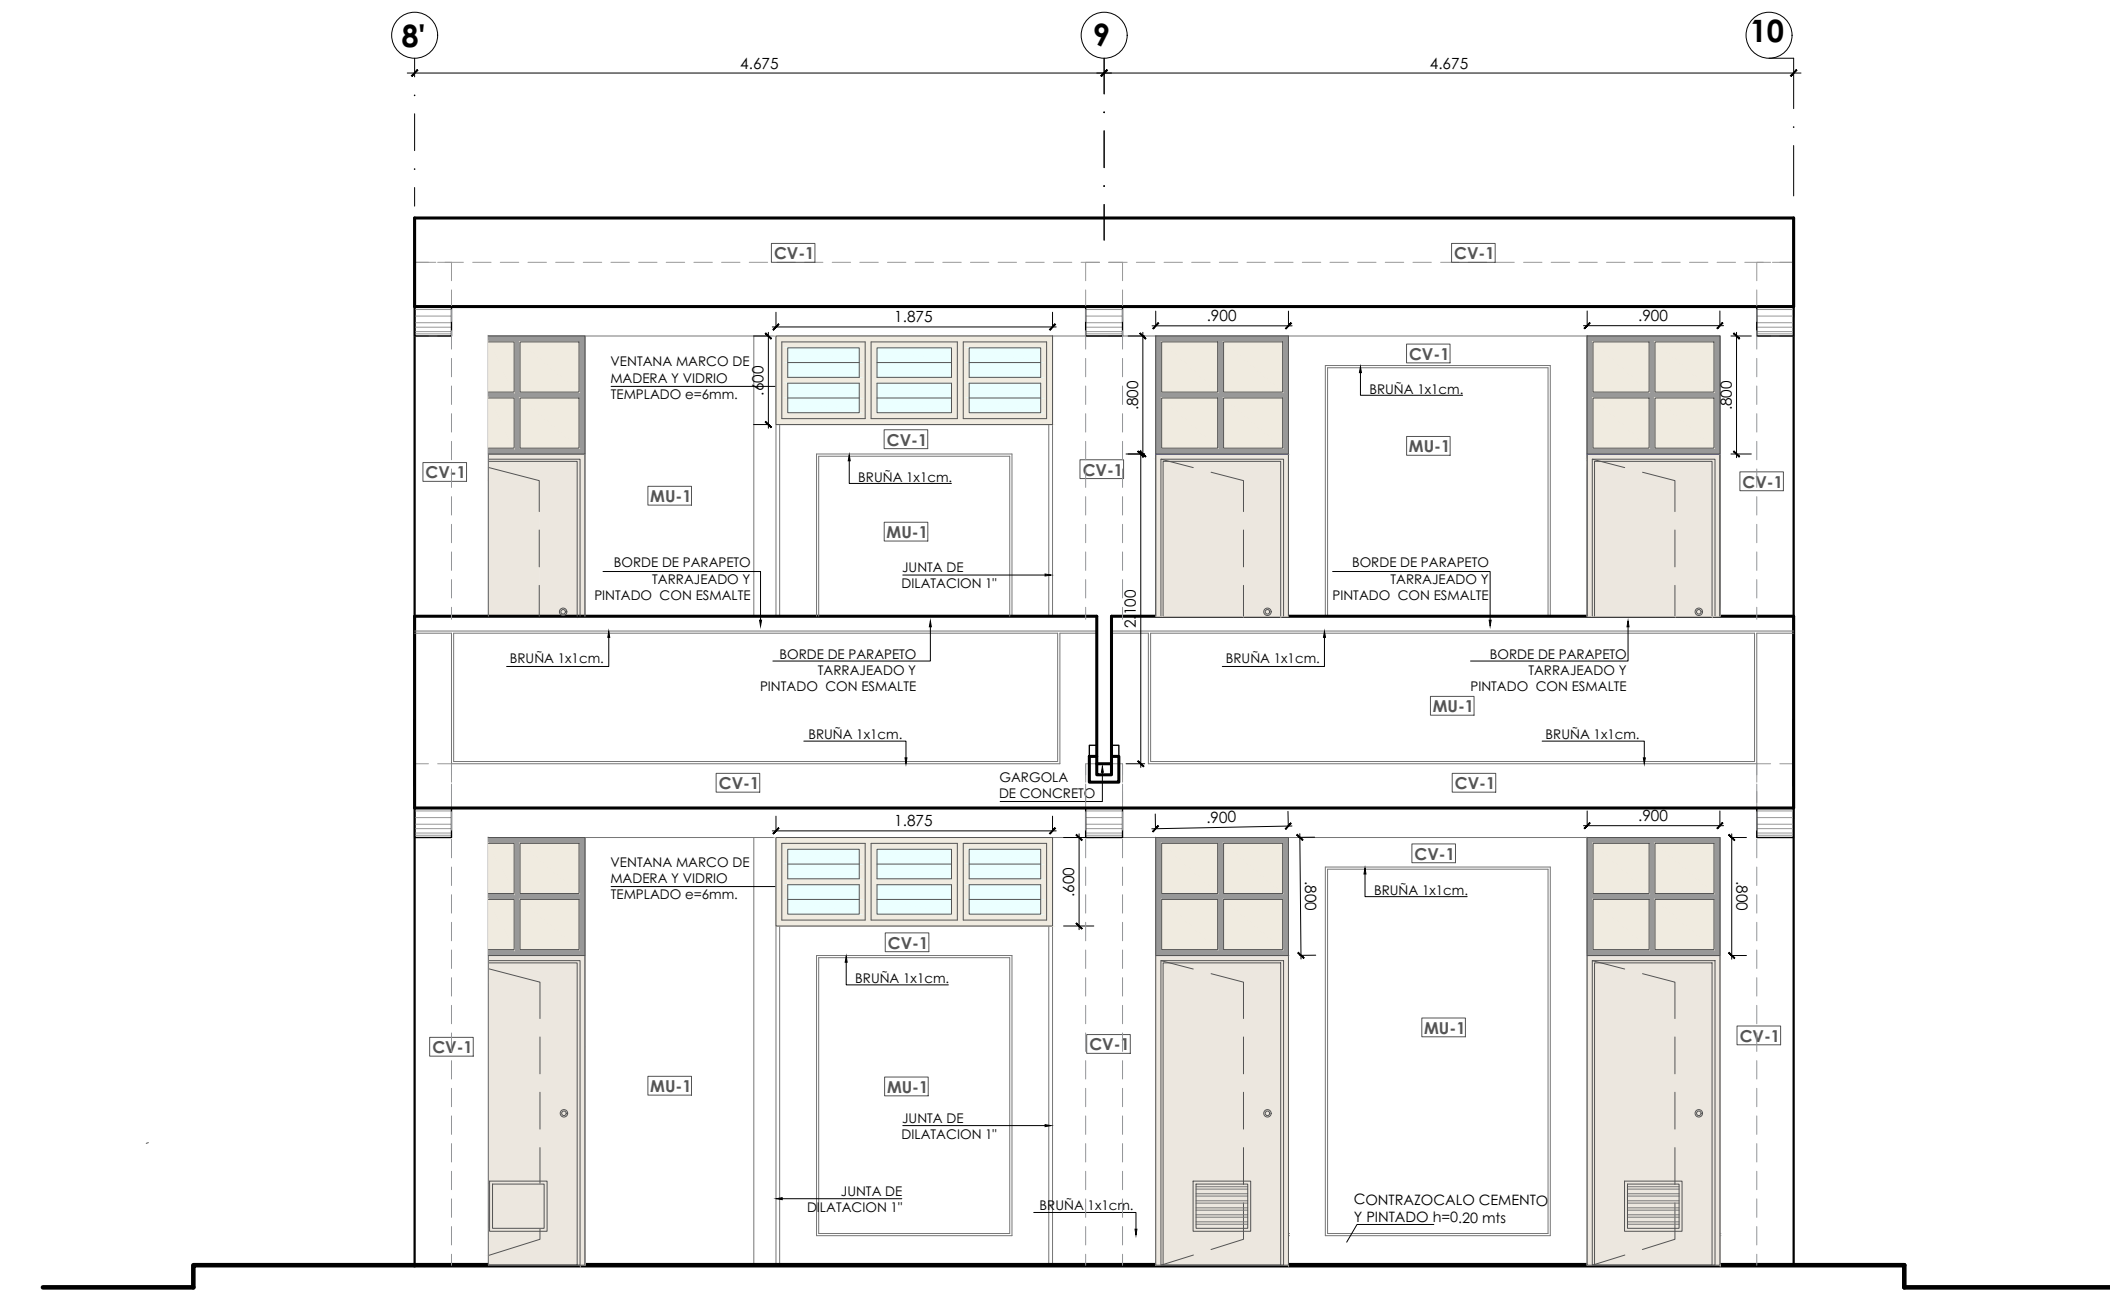 8'
9
10
4.675
4.675
CV-1
CV-1
1.875
.900
.900
VENTANA MARCO DE
MADERA Y VIDRIO
TEMPLADO e=6mm.
.600
.800
CV-1
BRUÑA 1x1cm.
.800
CV-1
BRUÑA 1x1cm.
MU-1
CV-1
CV-1
CV-1
MU-1
MU-1
BORDE DE PARAPETO
TARRAJEADO Y
PINTADO CON ESMALTE
JUNTA DE
DILATACION 1"
2.100
BORDE DE PARAPETO
TARRAJEADO Y
PINTADO CON ESMALTE
BRUÑA 1x1cm.
BORDE DE PARAPETO
TARRAJEADO Y
PINTADO CON ESMALTE
BRUÑA 1x1cm.
BORDE DE PARAPETO
TARRAJEADO Y
PINTADO CON ESMALTE
MU-1
BRUÑA 1x1cm.
BRUÑA 1x1cm.
CV-1
GARGOLA
DE CONCRETO
CV-1
1.875
.900
.900
VENTANA MARCO DE
MADERA Y VIDRIO
TEMPLADO e=6mm.
.600
.800
CV-1
BRUÑA 1x1cm.
.800
CV-1
BRUÑA 1x1cm.
CV-1
CV-1
MU-1
CV-1
MU-1
MU-1
JUNTA DE
DILATACION 1"
JUNTA DE
DILATACION 1"
BRUÑA 1x1cm.
CONTRAZOCALO CEMENTO
Y PINTADO h=0.20 mts